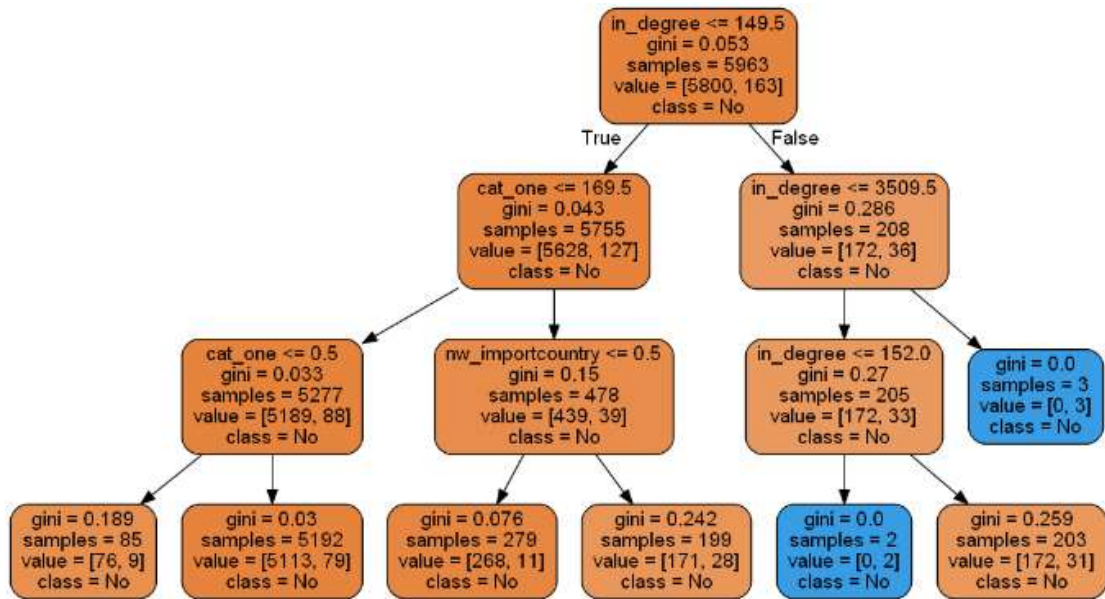 in_degree <= 149.5
gini = 0.053
samples = 5963
value = [5800, 163]
class = No
True
False
cat_one <= 169.5
gini = 0.043
samples = 5755
value = [5628, 127]
class = No
in_degree <= 3509.5
gini = 0.286
samples = 208
value = [172, 36]
class = No
cat_one <= 0.5
gini = 0.033
samples = 5277
value = [5189, 88]
class = No
nw_importcountry <= 0.5
gini = 0.15
samples = 478
value = [439, 39]
class = No
in_degree <= 152.0
gini = 0.27
samples = 205
value = [172, 33]
class = No
gini = 0.0
samples = 3
value = [0, 3]
class = No
gini = 0.189
samples = 85
value = [76, 9]
class = No
gini = 0.03
samples = 5192
value = [5113, 79]
class = No
gini = 0.076
samples = 279
value = [268, 11]
class = No
gini = 0.242
samples = 199
value = [171, 28]
class = No
gini = 0.0
samples = 2
value = [0, 2]
class = No
gini = 0.259
samples = 203
value = [172, 31]
class = No